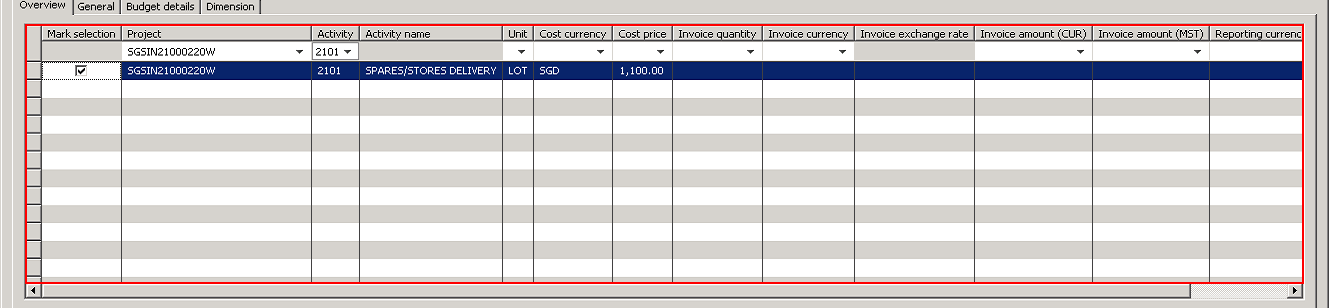 Overview General Budget details Dimension
Mark selection Project Activity Activity name Unit Cost currency Cost price Invoice quantity Invoice currency Invoice exchange rate Invoice amount (CUR) Invoice amount (MST) Reporting currenc
SGSIN21000220W 2101
SGSIN21000220W 2101 SPARES/STORES DELIVERY LOT SGD 1,100.00